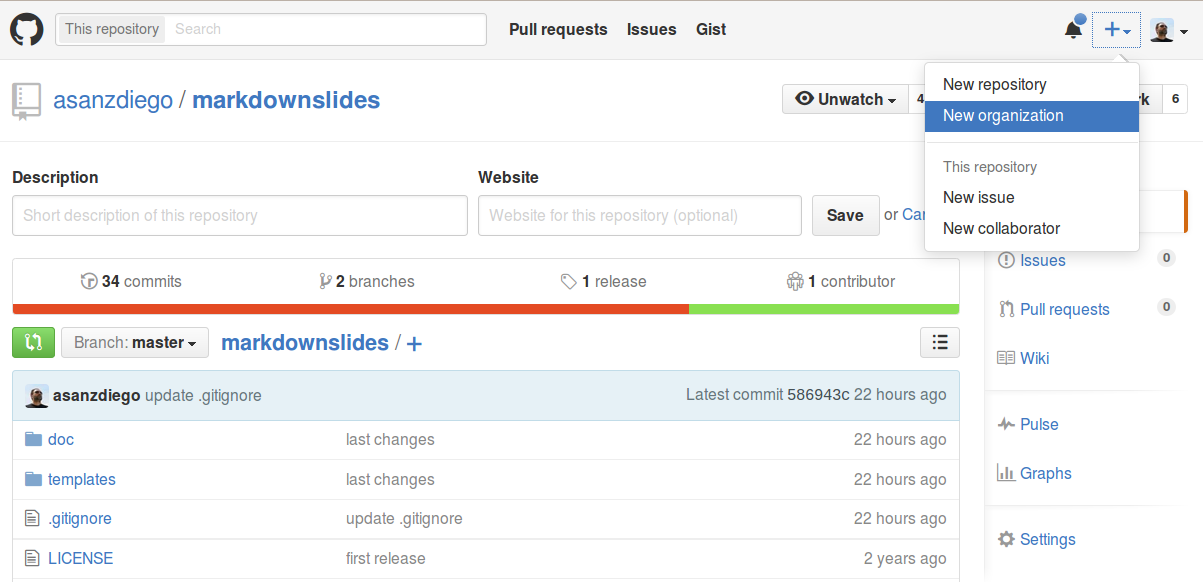 This repository Search Pull requests Issues Gist
New repository
New organization
This repository
New issue
New collaborator
asanzdiego / markdownslides Unwatch 4 rk 6
Description Website
Short description of this repository Website for this repository (optional) Save or Can
34 commits 2 branches 1 release 1 contributor
Issues 0
Pull requests 0
Wiki
Pulse
Graphs
Settings
Branch: master markdownslides / +
asanzdiego update .gitignore Latest commit 586943c 22 hours ago
doc last changes 22 hours ago
templates last changes 22 hours ago
.gitignore update .gitignore 22 hours ago
LICENSE first release 2 years ago